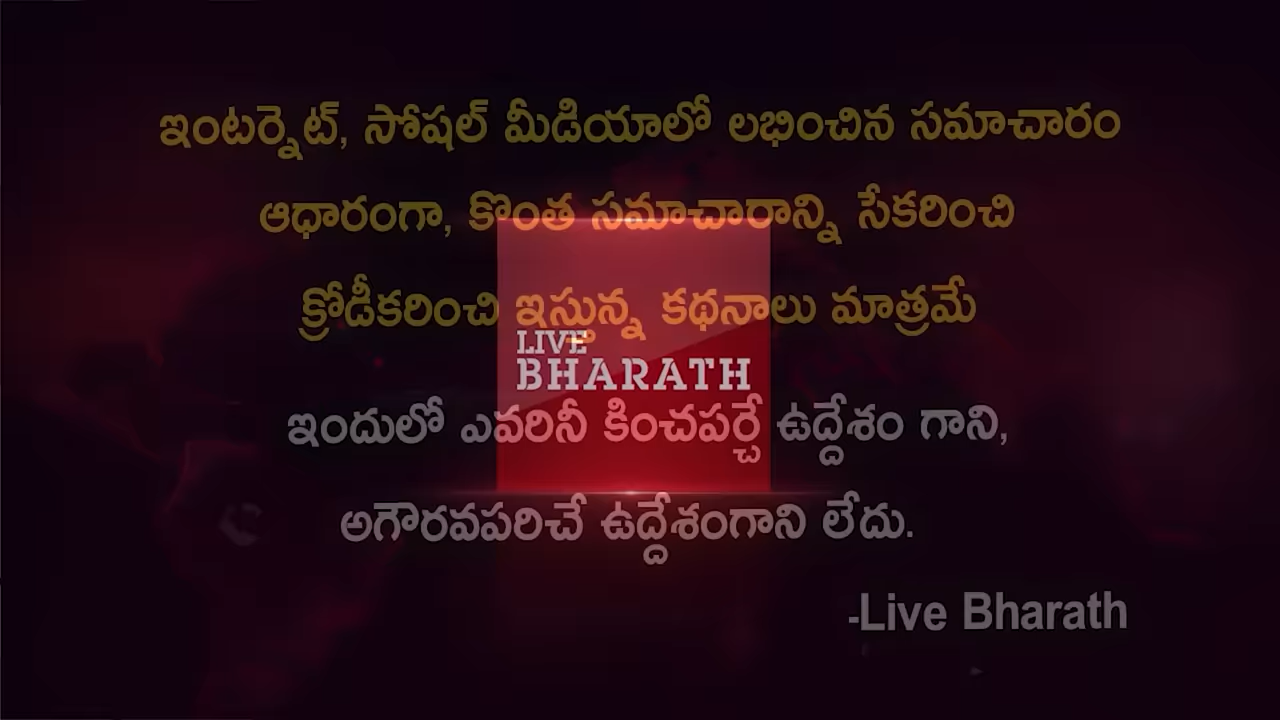 ఇంటర్నెట్, సోషల్ మీడియాలో లభించిన సమాచారం
ఆధారంగా, కొంత సమాచారాన్ని సేకరించి
క్రోడీకరించి ఇస్తున్న కథనాలు మాత్రమే
LIVE
BHARATH
ఇందులో ఎవరినీ కించపర్చే ఉద్దేశం గాని,
అగౌరవపరిచే ఉద్దేశంగాని లేదు.
-Live Bharath